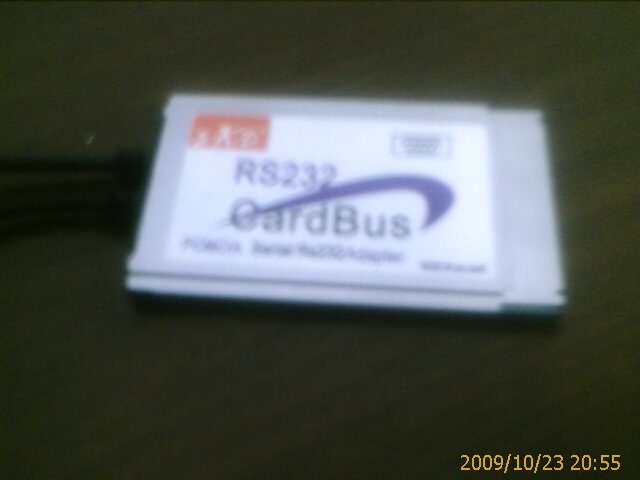 RS232
CardBus
PCMCIA Serial Rs232 Adapter
2009/10/23 20:55